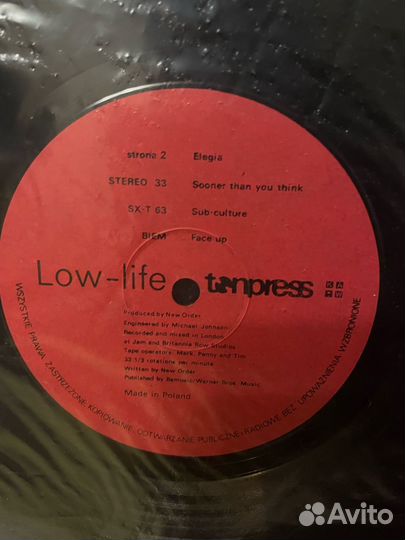 strona 2 Elegia
STEREO 33 Sooner than you think
SX-T 63 Sub-culture
BIEM Face up
Low-life tonpress KAW
Produced by New Order
Engineered by Michael Johnson
Recorded and mixed in London
at Jam and Britannia Row Studios
Tape operators: Mark, Penny and Tim
33 1/3 rotations per minute
Written by New Order
Published by Bemusic/Warner Bros. Music
Made in Poland
WSZYSTKIE PRAWA ZASTRZEŻONE · KOPIOWANIE, ODTWARZANIE PUBLICZNE I RADIOWE BEZ UPOWAŻNIENIA WZBRONIONE
Avito